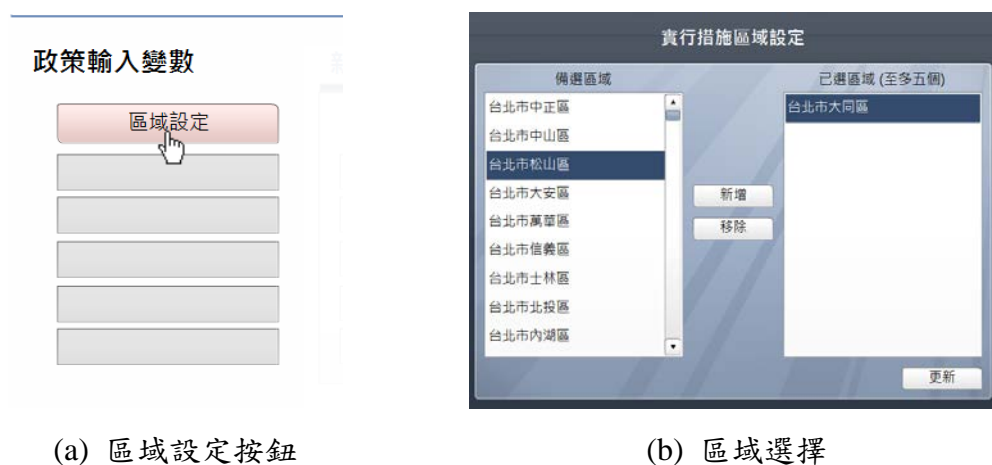 政策輸入變數
區域設定
實行措施區域設定
備選區域
已選區域 (至多五個)
台北市中正區
台北市中山區
台北市松山區
台北市大安區
台北市萬華區
台北市信義區
台北市士林區
台北市北投區
台北市內湖區
新增
移除
台北市大同區
更新
(a) 區域設定按鈕
(b) 區域選擇